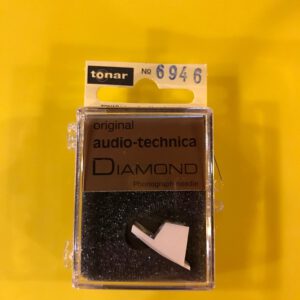 tonar No 6946
original
audio-technica
DIAMOND
Phonograph needle